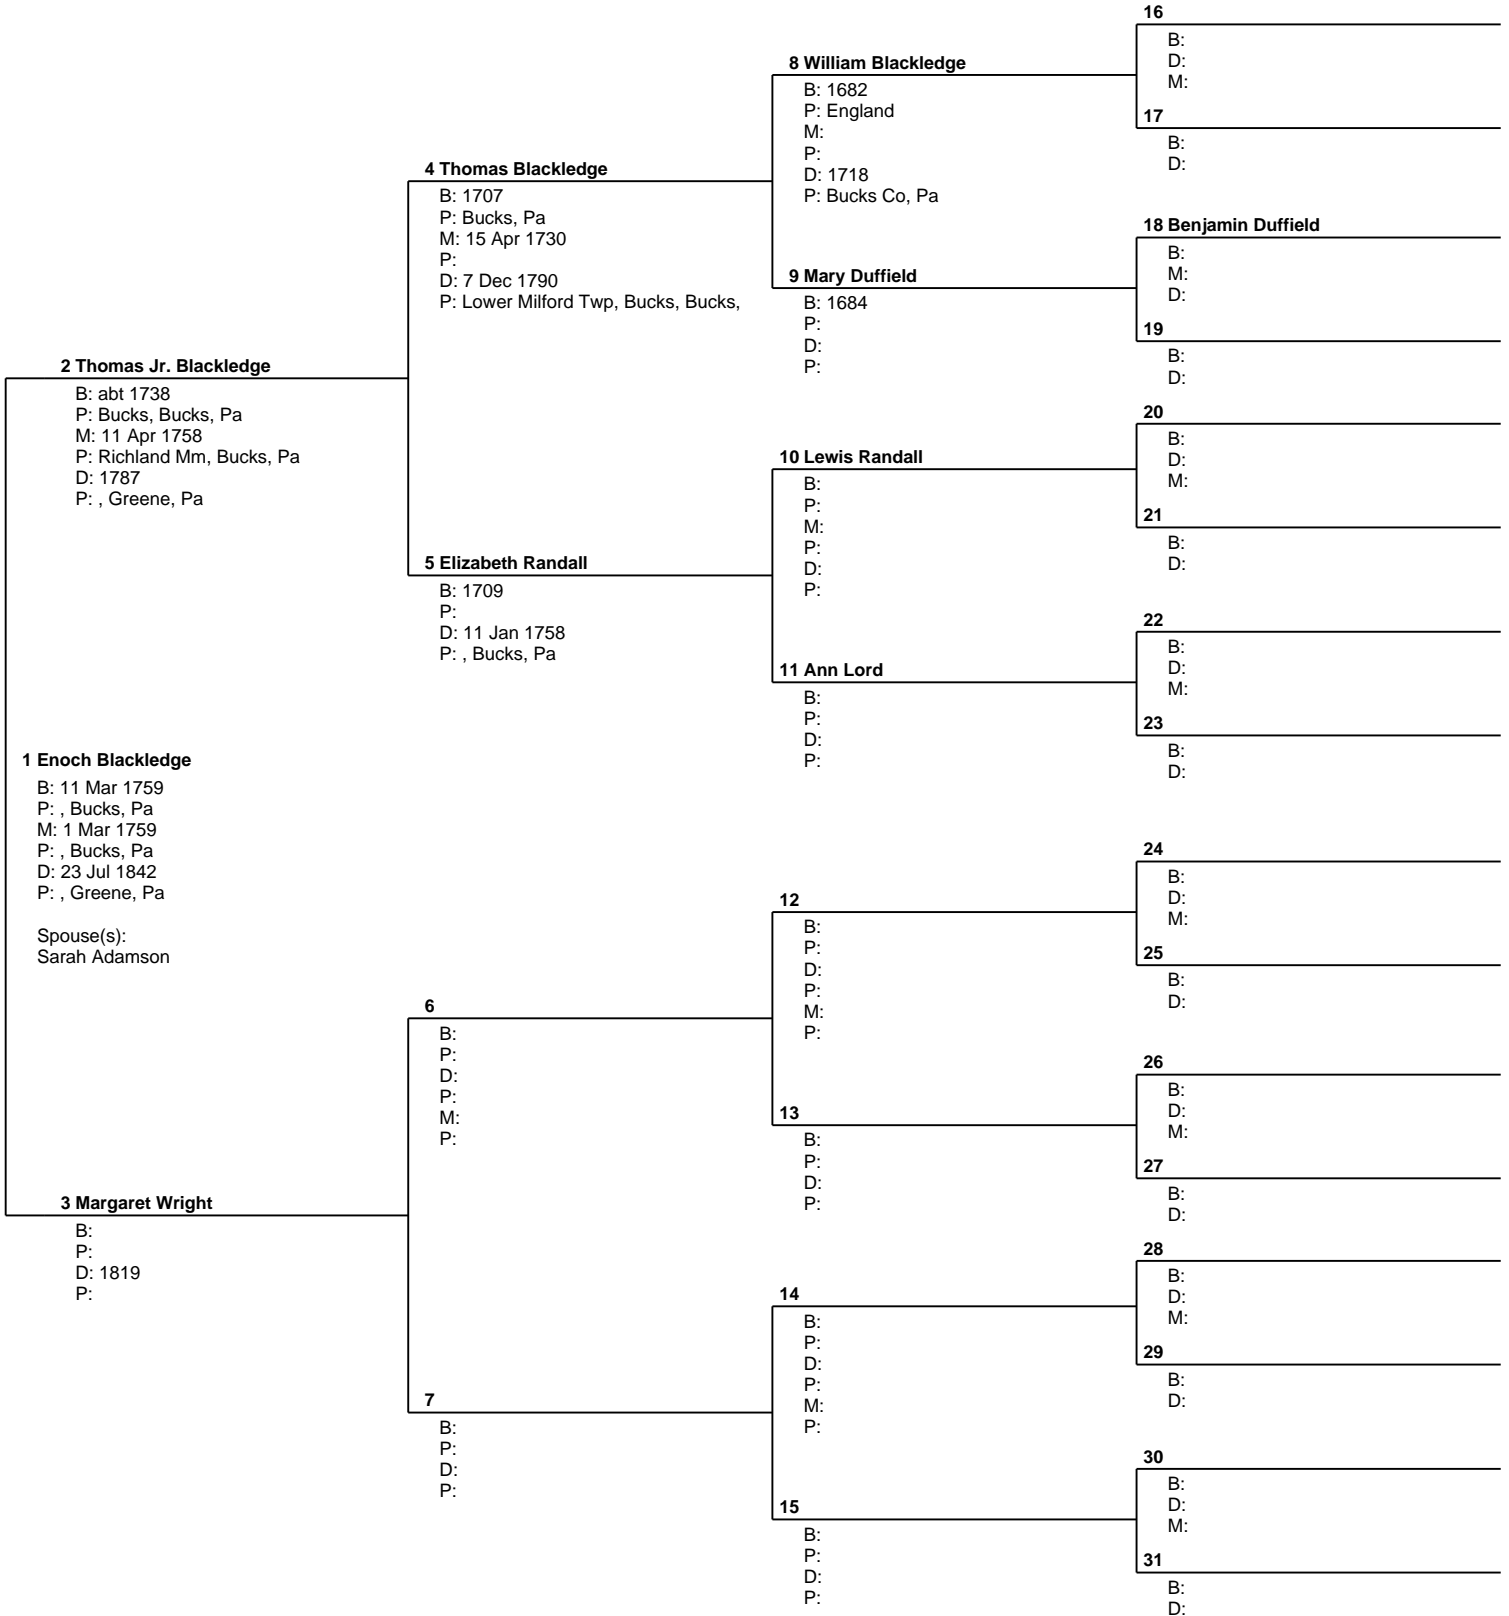 1 Enoch Blackledge
B: 11 Mar 1759
P: , Bucks, Pa
M: 1 Mar 1759
P: , Bucks, Pa
D: 23 Jul 1842
P: , Greene, Pa
Spouse(s):
Sarah Adamson
2 Thomas Jr. Blackledge
B: abt 1738
P: Bucks, Bucks, Pa
M: 11 Apr 1758
P: Richland Mm, Bucks, Pa
D: 1787
P: , Greene, Pa
3 Margaret Wright
B:
P:
D: 1819
P:
4 Thomas Blackledge
B: 1707
P: Bucks, Pa
M: 15 Apr 1730
P:
D: 7 Dec 1790
P: Lower Milford Twp, Bucks, Bucks,
5 Elizabeth Randall
B: 1709
P:
D: 11 Jan 1758
P: , Bucks, Pa
6
B:
P:
D:
P:
M:
P:
7
B:
P:
D:
P:
8 William Blackledge
B: 1682
P: England
M:
P:
D: 1718
P: Bucks Co, Pa
9 Mary Duffield
B: 1684
P:
D:
P:
10 Lewis Randall
B:
P:
M:
P:
D:
P:
11 Ann Lord
B:
P:
D:
P:
12
B:
P:
D:
P:
M:
P:
13
B:
P:
D:
P:
14
B:
P:
D:
P:
M:
P:
15
B:
P:
D:
P:
16
B:
D:
M:
17
B:
D:
18 Benjamin Duffield
B:
M:
D:
19
B:
D:
20
B:
D:
M:
21
B:
D:
22
B:
D:
M:
23
B:
D:
24
B:
D:
M:
25
B:
D:
26
B:
D:
M:
27
B:
D:
28
B:
D:
M:
29
B:
D:
30
B:
D:
M:
31
B:
D: